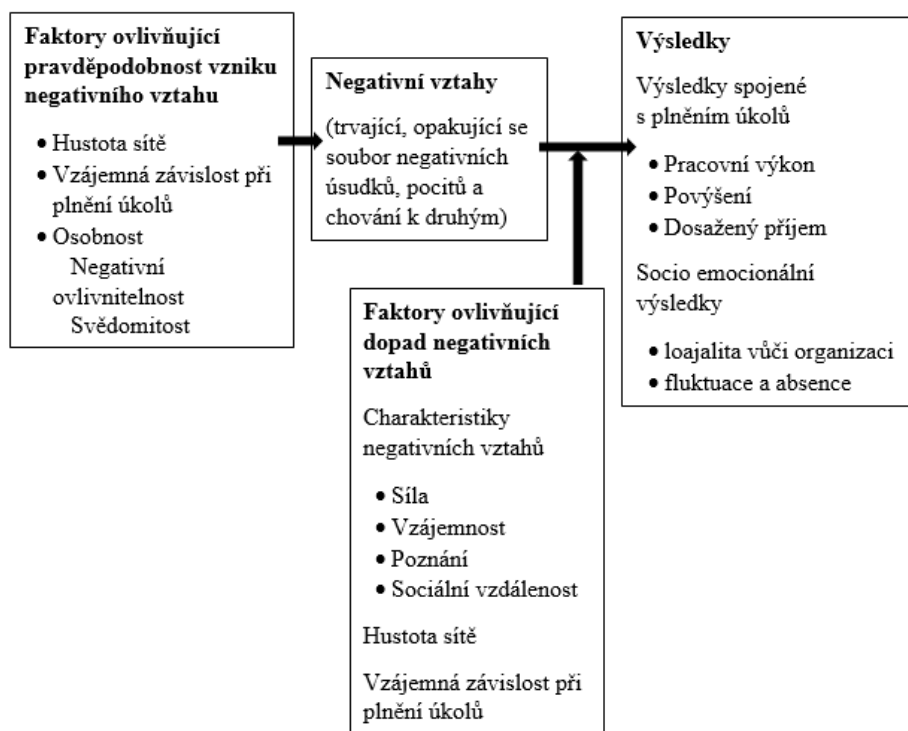 Faktory ovlivňující
pravděpodobnost vzniku
negativního vztahu
• Hustota sítě
• Vzájemná závislost při
plnění úkolů
• Osobnost
Negativní
ovlivnitelnost
Svědomitost
Negativní vztahy
(trvající, opakující se
soubor negativních
úsudků, pocitů a
chování k druhým)
Faktory ovlivňující
dopad negativních
vztahů
Charakteristiky
negativních vztahů
• Síla
• Vzájemnost
• Poznání
• Sociální vzdálenost
Hustota sítě
Vzájemná závislost při
plnění úkolů
Výsledky
Výsledky spojené
s plněním úkolů
• Pracovní výkon
• Povýšení
• Dosažený příjem
Socio emocionální
výsledky
• loajalita vůči organizaci
• fluktuace a absence